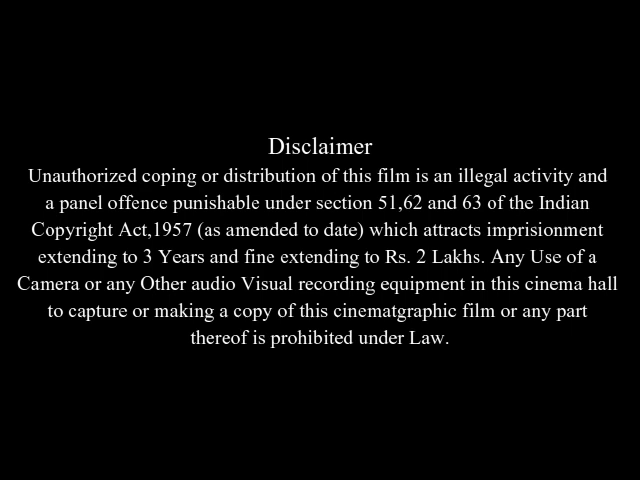 Disclaimer
Unauthorized coping or distribution of this film is an illegal activity and
a panel offence punishable under section 51,62 and 63 of the Indian
Copyright Act,1957 (as amended to date) which attracts imprisionment
extending to 3 Years and fine extending to Rs. 2 Lakhs. Any Use of a
Camera or any Other audio Visual recording equipment in this cinema hall
to capture or making a copy of this cinematgraphic film or any part
thereof is prohibited under Law.